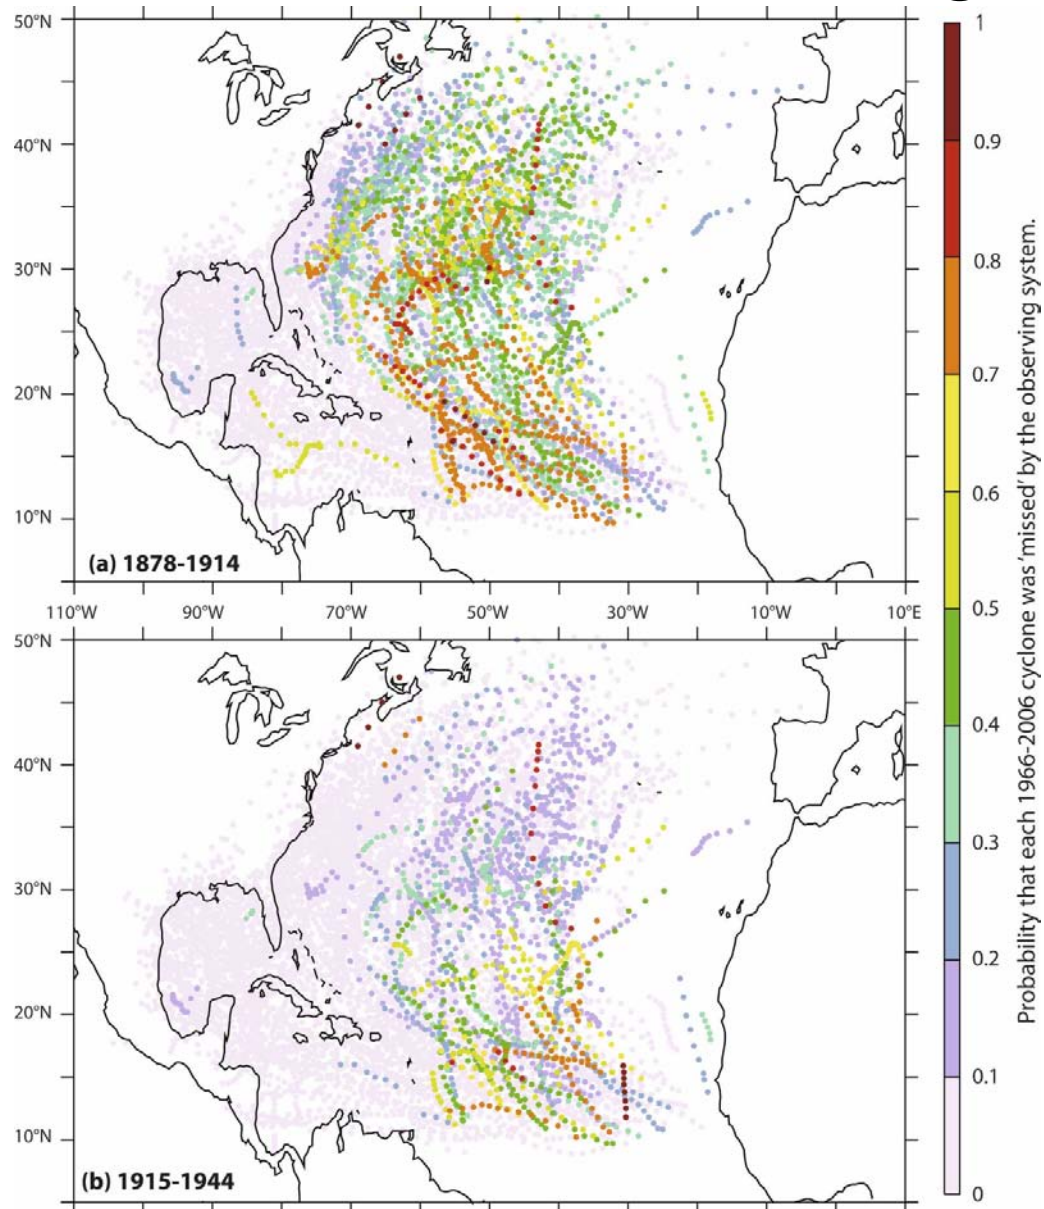 50°N
40°N
30°N
20°N
10°N
(a) 1878-1914
110°W 90°W 70°W 50°W 30°W 10°W 10°E
50°N
40°N
30°N
20°N
10°N
(b) 1915-1944
1
0.9
0.8
0.7
0.6
0.5
0.4
0.3
0.2
0.1
0
Probability that each 1966-2006 cyclone was 'missed' by the observing system.